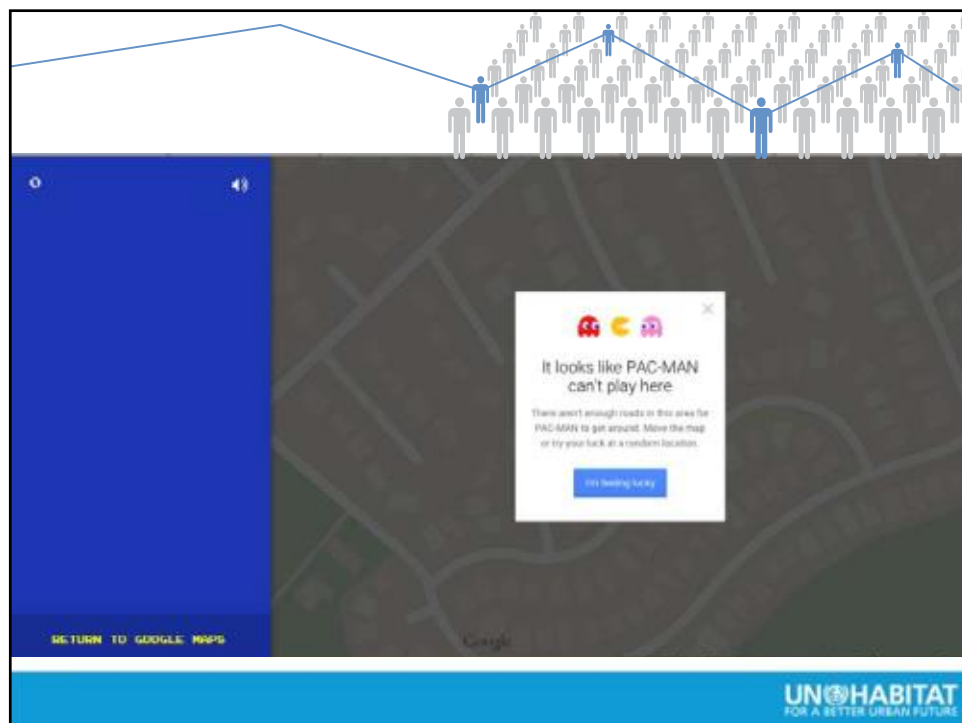 It looks like PAC-MAN
can't play here
There aren't enough roads in this area for
PAC-MAN to get around. Move the map
or try your luck at a random location.
I'm feeling lucky
RETURN TO GOOGLE MAPS
Google
UN HABITAT
FOR A BETTER URBAN FUTURE